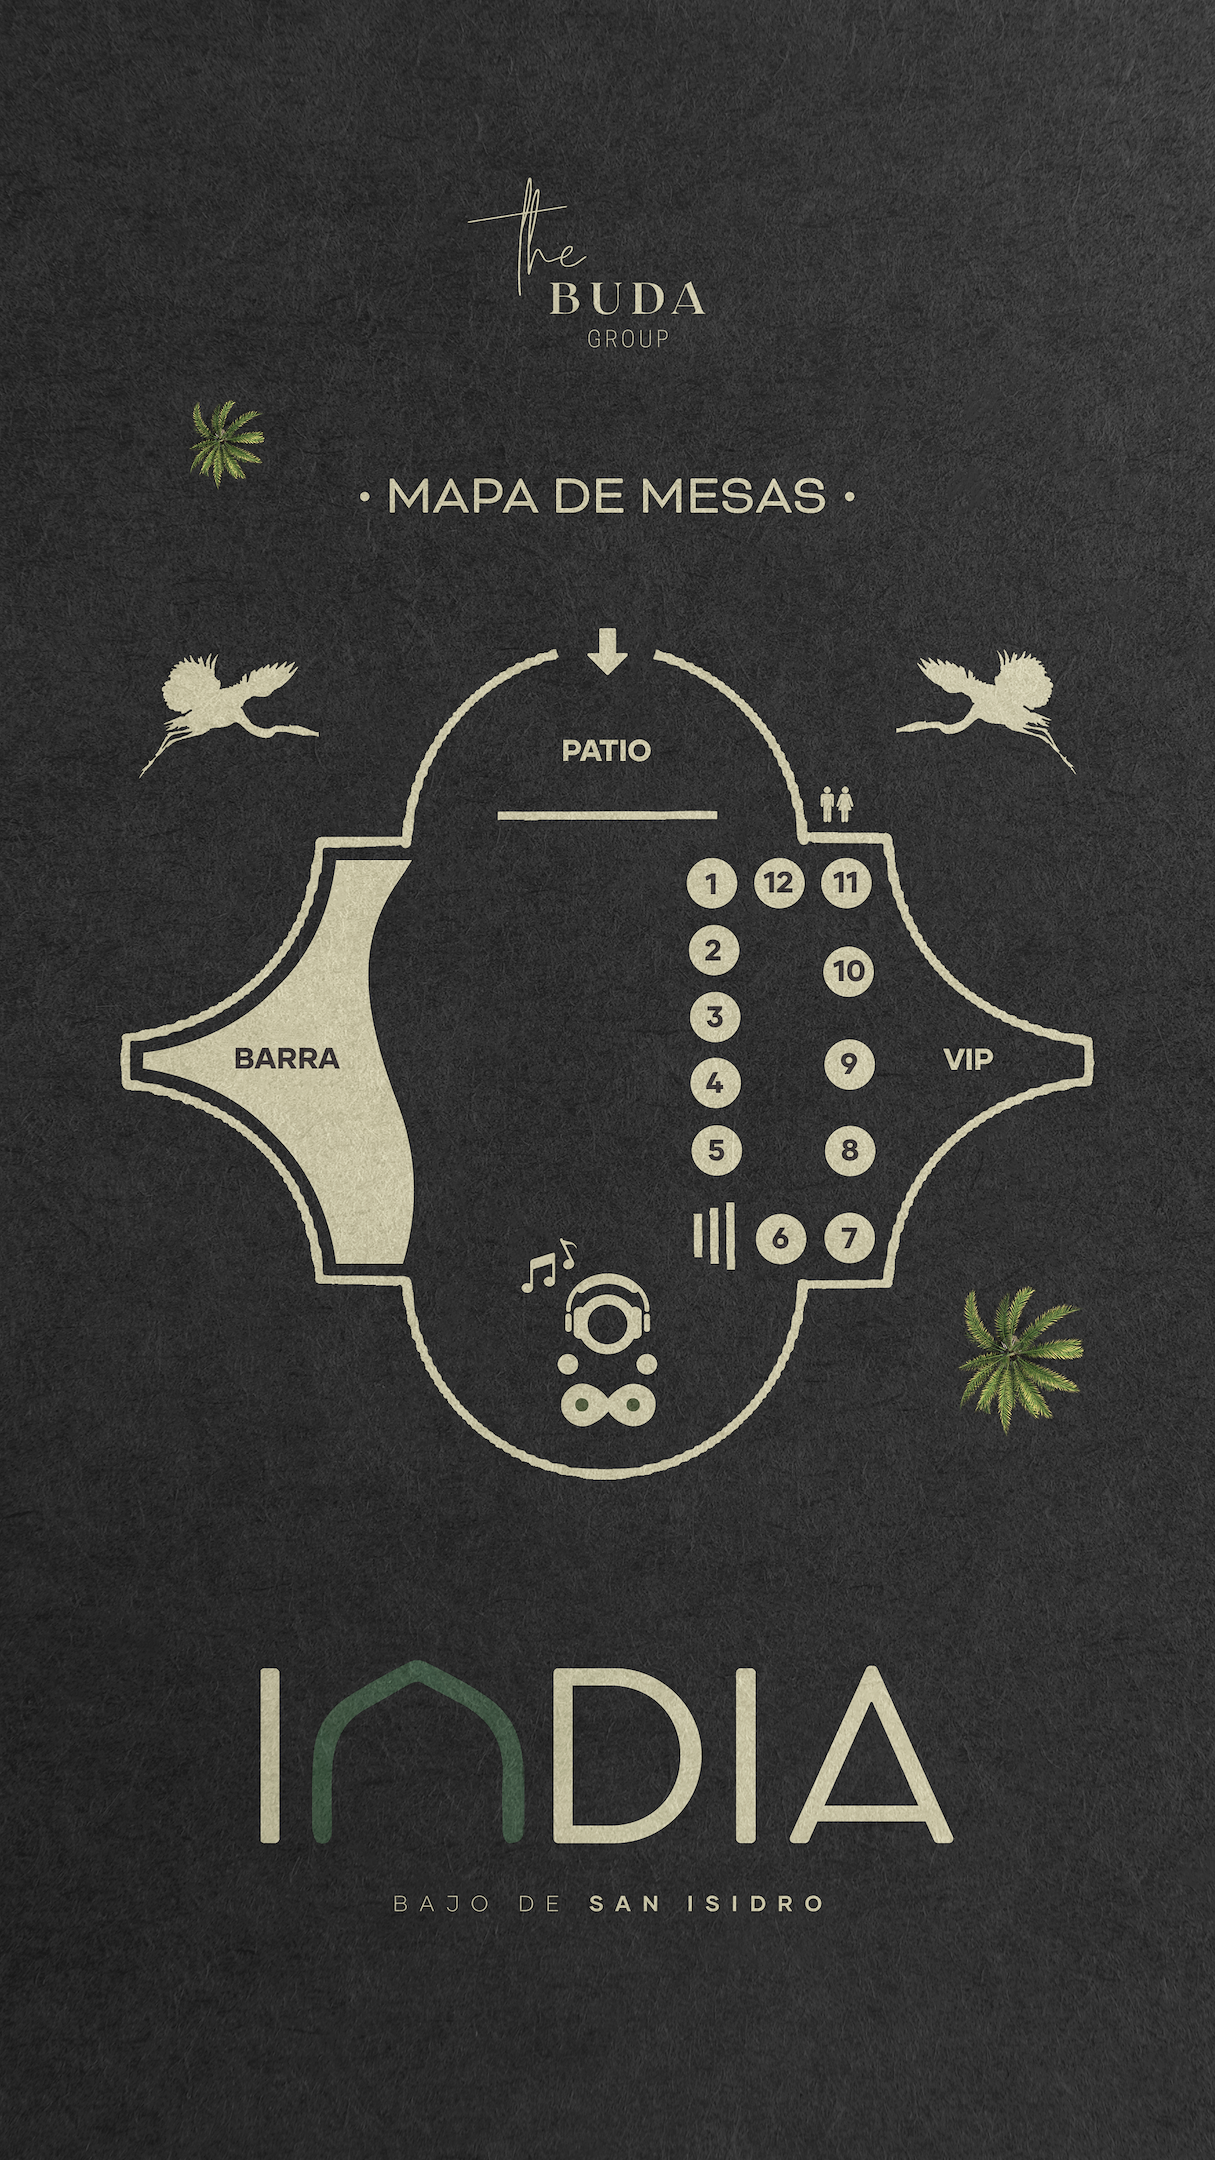 the
BUDA
GROUP
• MAPA DE MESAS •
PATIO
1 12 11
2
10
3
BARRA
9
VIP
4
5
8
6 7
INDIA
BAJO DE SAN ISIDRO